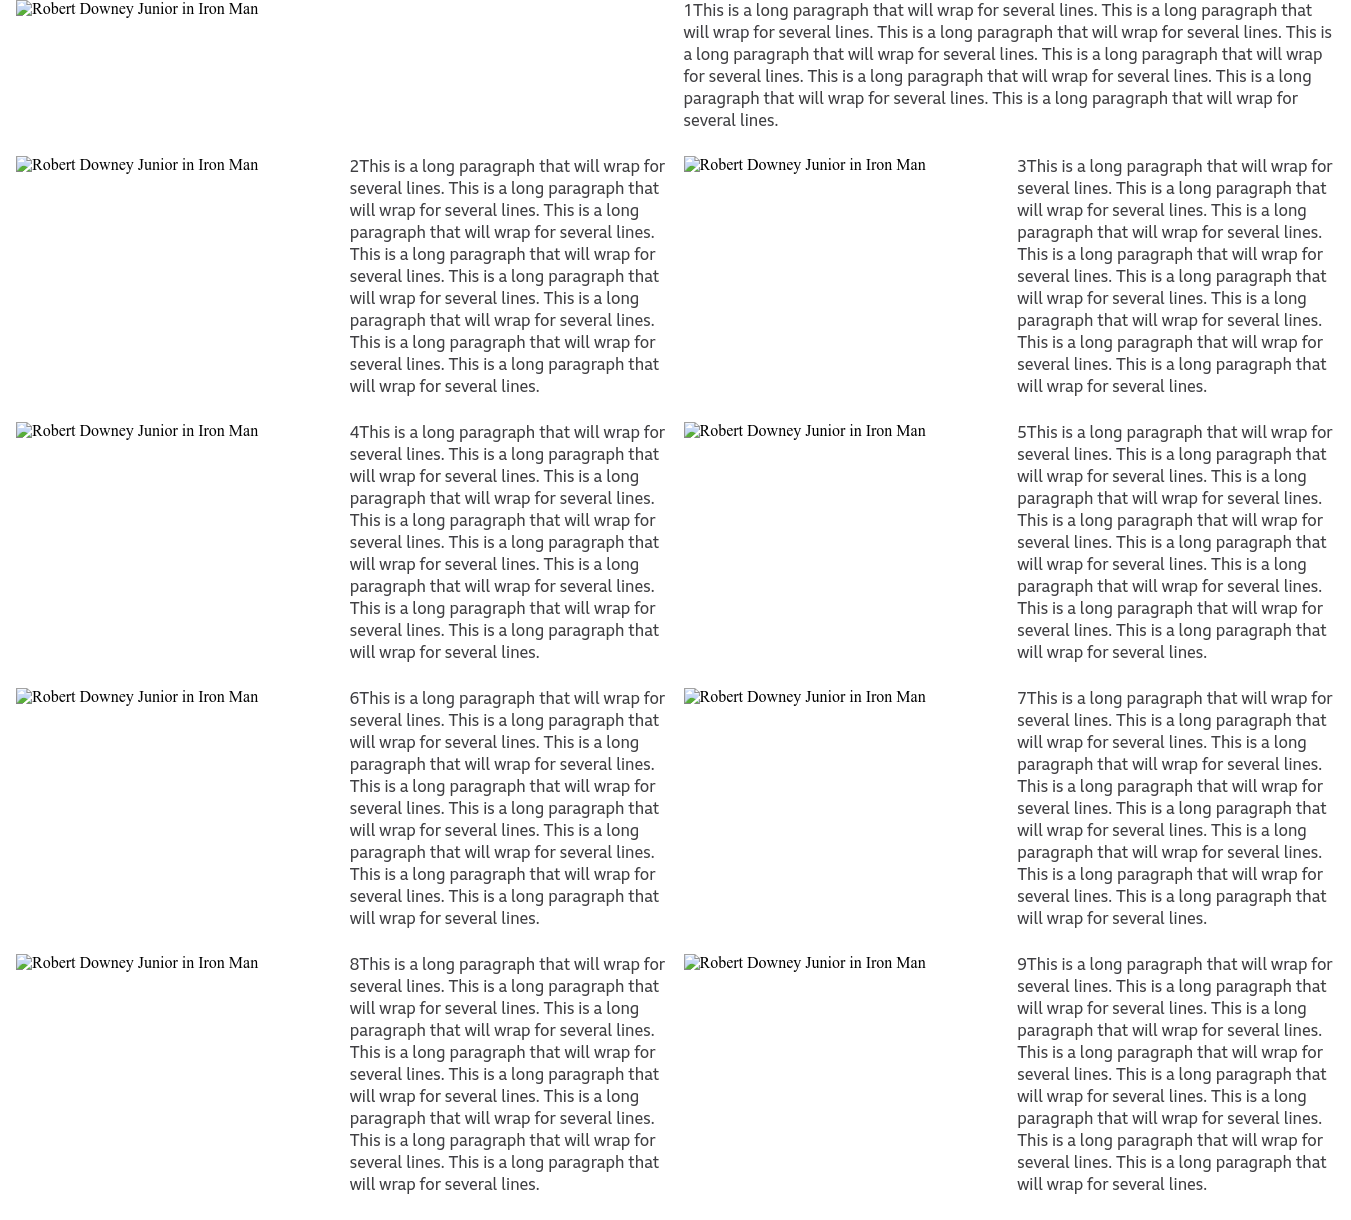 Robert Downey Junior in Iron Man
1This is a long paragraph that will wrap for several lines. This is a long paragraph that
will wrap for several lines. This is a long paragraph that will wrap for several lines. This is
a long paragraph that will wrap for several lines. This is a long paragraph that will wrap
for several lines. This is a long paragraph that will wrap for several lines. This is a long
paragraph that will wrap for several lines. This is a long paragraph that will wrap for
several lines.
Robert Downey Junior in Iron Man
2This is a long paragraph that will wrap for
several lines. This is a long paragraph that
will wrap for several lines. This is a long
paragraph that will wrap for several lines.
This is a long paragraph that will wrap for
several lines. This is a long paragraph that
will wrap for several lines. This is a long
paragraph that will wrap for several lines.
This is a long paragraph that will wrap for
several lines. This is a long paragraph that
will wrap for several lines.
Robert Downey Junior in Iron Man
3This is a long paragraph that will wrap for
several lines. This is a long paragraph that
will wrap for several lines. This is a long
paragraph that will wrap for several lines.
This is a long paragraph that will wrap for
several lines. This is a long paragraph that
will wrap for several lines. This is a long
paragraph that will wrap for several lines.
This is a long paragraph that will wrap for
several lines. This is a long paragraph that
will wrap for several lines.
Robert Downey Junior in Iron Man
4This is a long paragraph that will wrap for
several lines. This is a long paragraph that
will wrap for several lines. This is a long
paragraph that will wrap for several lines.
This is a long paragraph that will wrap for
several lines. This is a long paragraph that
will wrap for several lines. This is a long
paragraph that will wrap for several lines.
This is a long paragraph that will wrap for
several lines. This is a long paragraph that
will wrap for several lines.
Robert Downey Junior in Iron Man
5This is a long paragraph that will wrap for
several lines. This is a long paragraph that
will wrap for several lines. This is a long
paragraph that will wrap for several lines.
This is a long paragraph that will wrap for
several lines. This is a long paragraph that
will wrap for several lines. This is a long
paragraph that will wrap for several lines.
This is a long paragraph that will wrap for
several lines. This is a long paragraph that
will wrap for several lines.
Robert Downey Junior in Iron Man
6This is a long paragraph that will wrap for
several lines. This is a long paragraph that
will wrap for several lines. This is a long
paragraph that will wrap for several lines.
This is a long paragraph that will wrap for
several lines. This is a long paragraph that
will wrap for several lines. This is a long
paragraph that will wrap for several lines.
This is a long paragraph that will wrap for
several lines. This is a long paragraph that
will wrap for several lines.
Robert Downey Junior in Iron Man
7This is a long paragraph that will wrap for
several lines. This is a long paragraph that
will wrap for several lines. This is a long
paragraph that will wrap for several lines.
This is a long paragraph that will wrap for
several lines. This is a long paragraph that
will wrap for several lines. This is a long
paragraph that will wrap for several lines.
This is a long paragraph that will wrap for
several lines. This is a long paragraph that
will wrap for several lines.
Robert Downey Junior in Iron Man
8This is a long paragraph that will wrap for
several lines. This is a long paragraph that
will wrap for several lines. This is a long
paragraph that will wrap for several lines.
This is a long paragraph that will wrap for
several lines. This is a long paragraph that
will wrap for several lines. This is a long
paragraph that will wrap for several lines.
This is a long paragraph that will wrap for
several lines. This is a long paragraph that
will wrap for several lines.
Robert Downey Junior in Iron Man
9This is a long paragraph that will wrap for
several lines. This is a long paragraph that
will wrap for several lines. This is a long
paragraph that will wrap for several lines.
This is a long paragraph that will wrap for
several lines. This is a long paragraph that
will wrap for several lines. This is a long
paragraph that will wrap for several lines.
This is a long paragraph that will wrap for
several lines. This is a long paragraph that
will wrap for several lines.